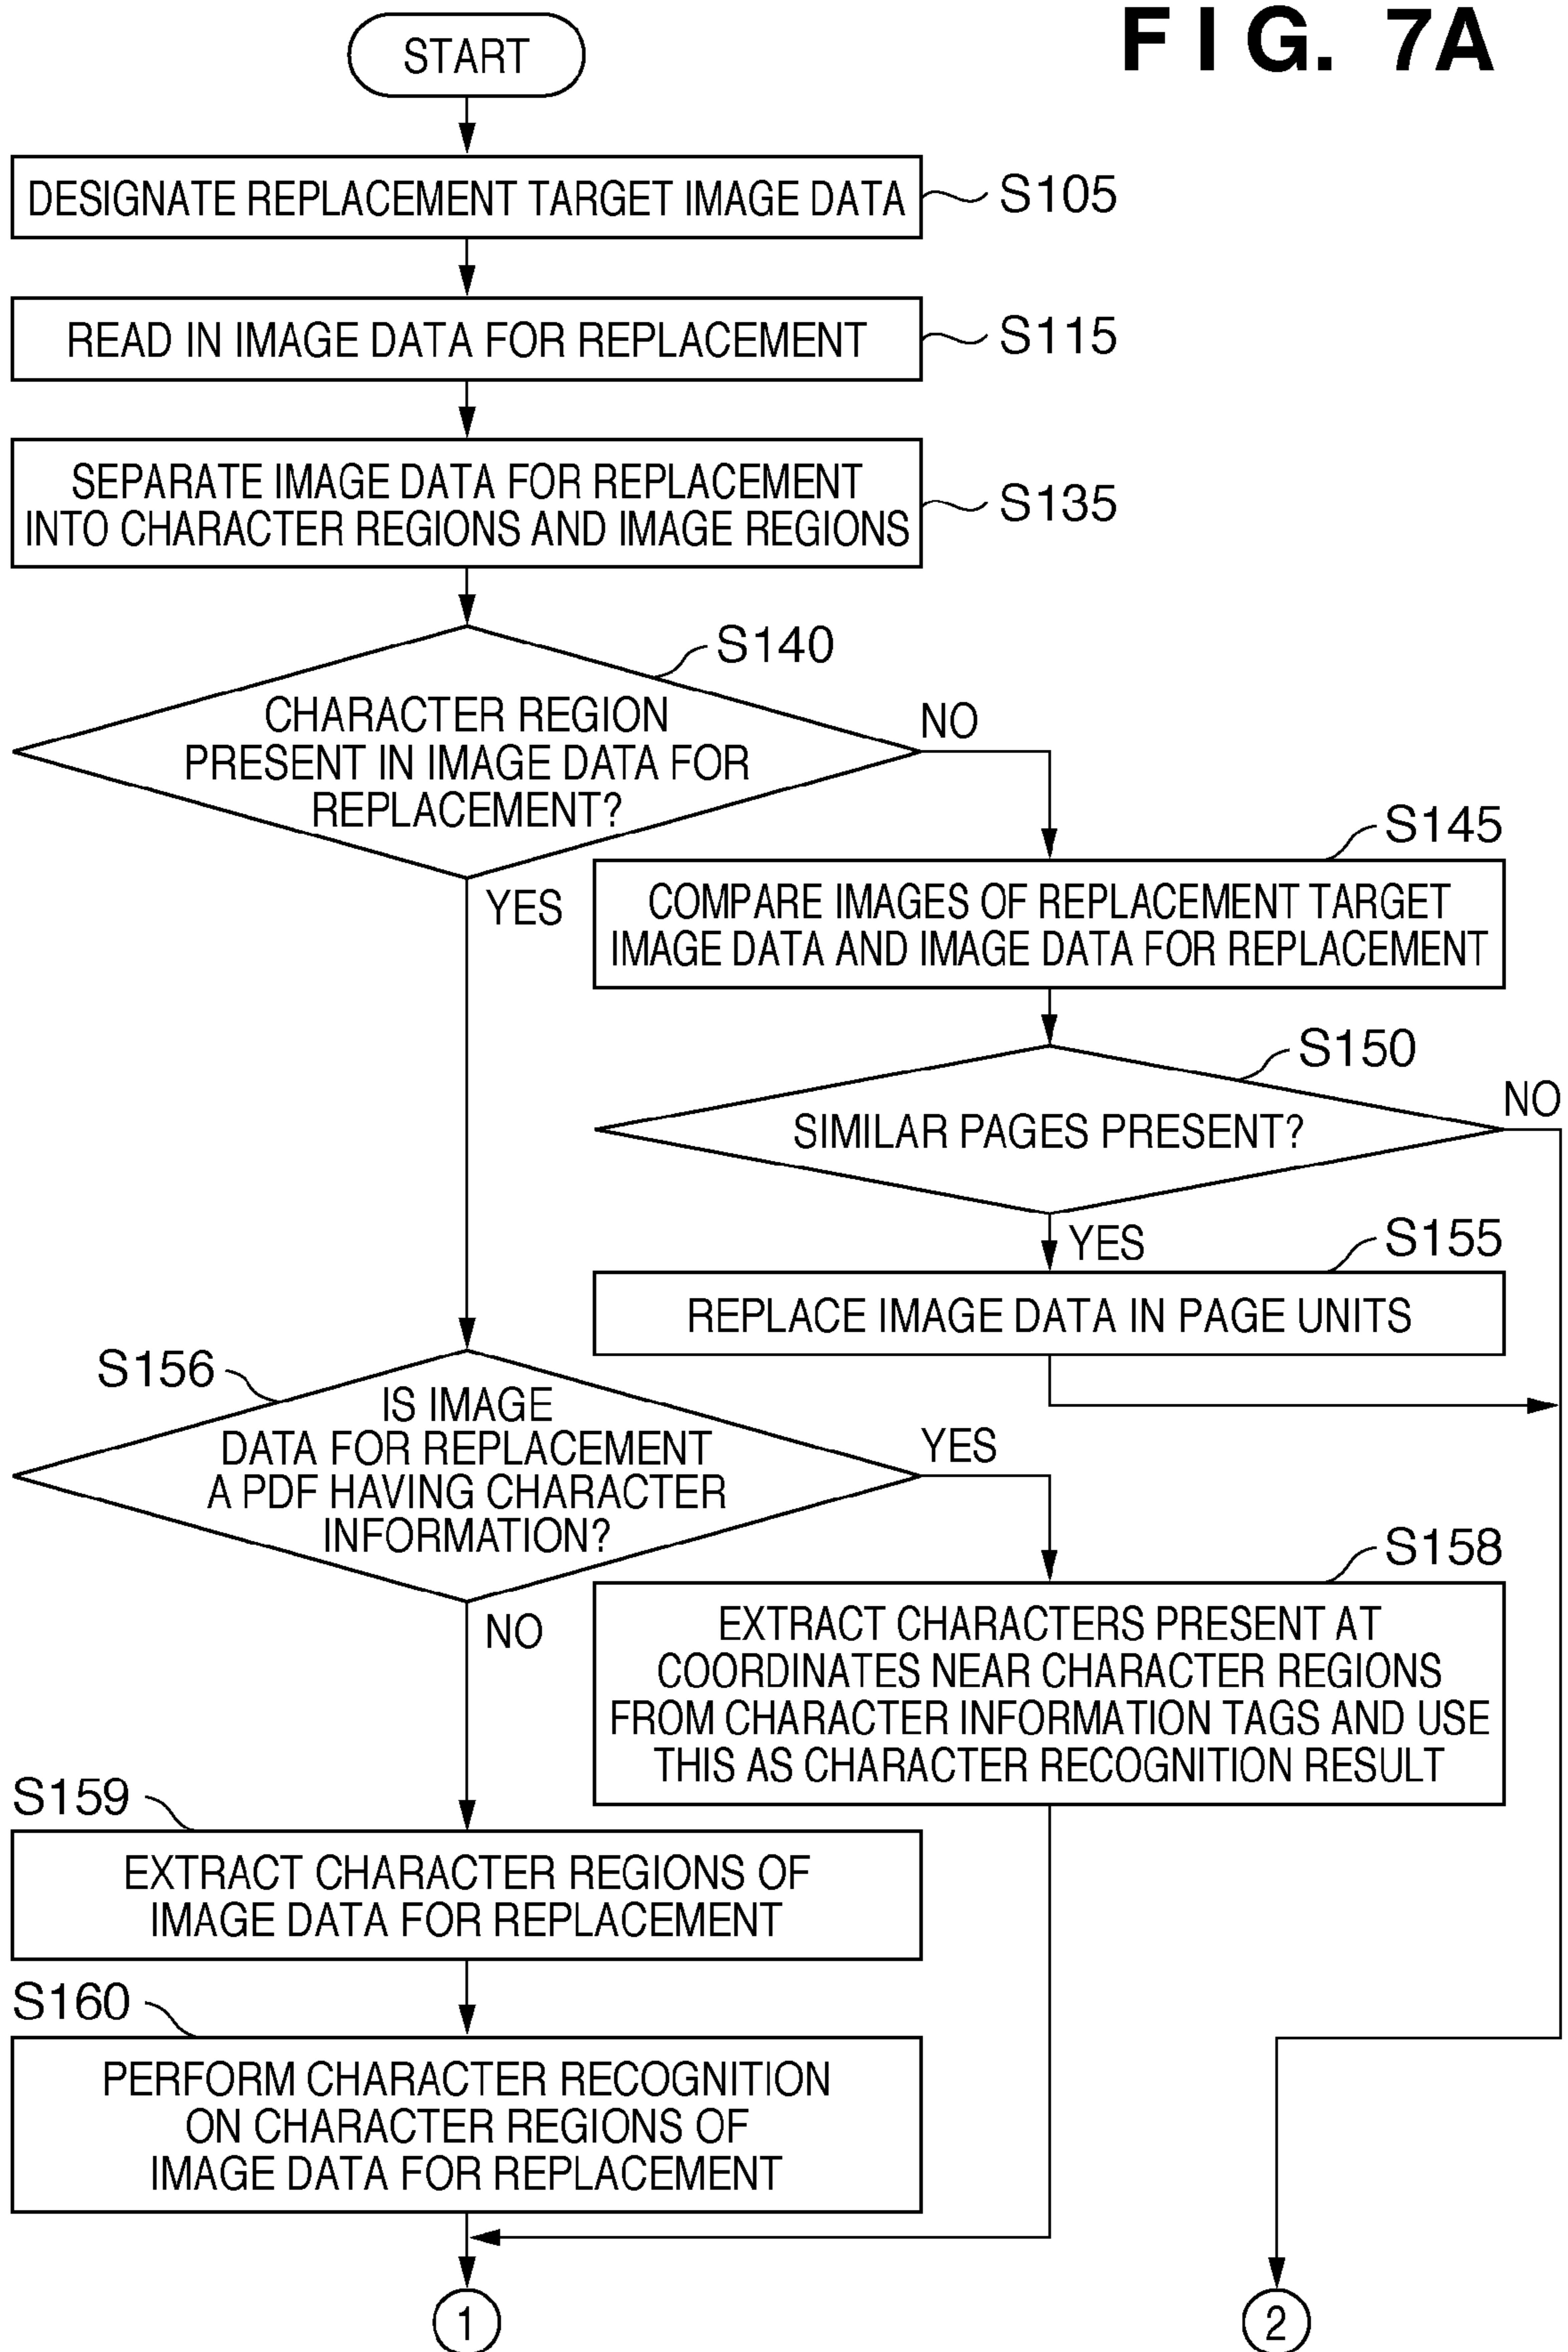 FIG. 7A
START
DESIGNATE REPLACEMENT TARGET IMAGE DATA
S105
READ IN IMAGE DATA FOR REPLACEMENT
S115
SEPARATE IMAGE DATA FOR REPLACEMENT
INTO CHARACTER REGIONS AND IMAGE REGIONS
S135
S140
CHARACTER REGION
PRESENT IN IMAGE DATA FOR
REPLACEMENT?
NO
YES
S145
COMPARE IMAGES OF REPLACEMENT TARGET
IMAGE DATA AND IMAGE DATA FOR REPLACEMENT
S150
SIMILAR PAGES PRESENT?
NO
YES
S155
REPLACE IMAGE DATA IN PAGE UNITS
S156
IS IMAGE
DATA FOR REPLACEMENT
A PDF HAVING CHARACTER
INFORMATION?
YES
NO
S158
EXTRACT CHARACTERS PRESENT AT
COORDINATES NEAR CHARACTER REGIONS
FROM CHARACTER INFORMATION TAGS AND USE
THIS AS CHARACTER RECOGNITION RESULT
S159
EXTRACT CHARACTER REGIONS OF
IMAGE DATA FOR REPLACEMENT
S160
PERFORM CHARACTER RECOGNITION
ON CHARACTER REGIONS OF
IMAGE DATA FOR REPLACEMENT
1
2